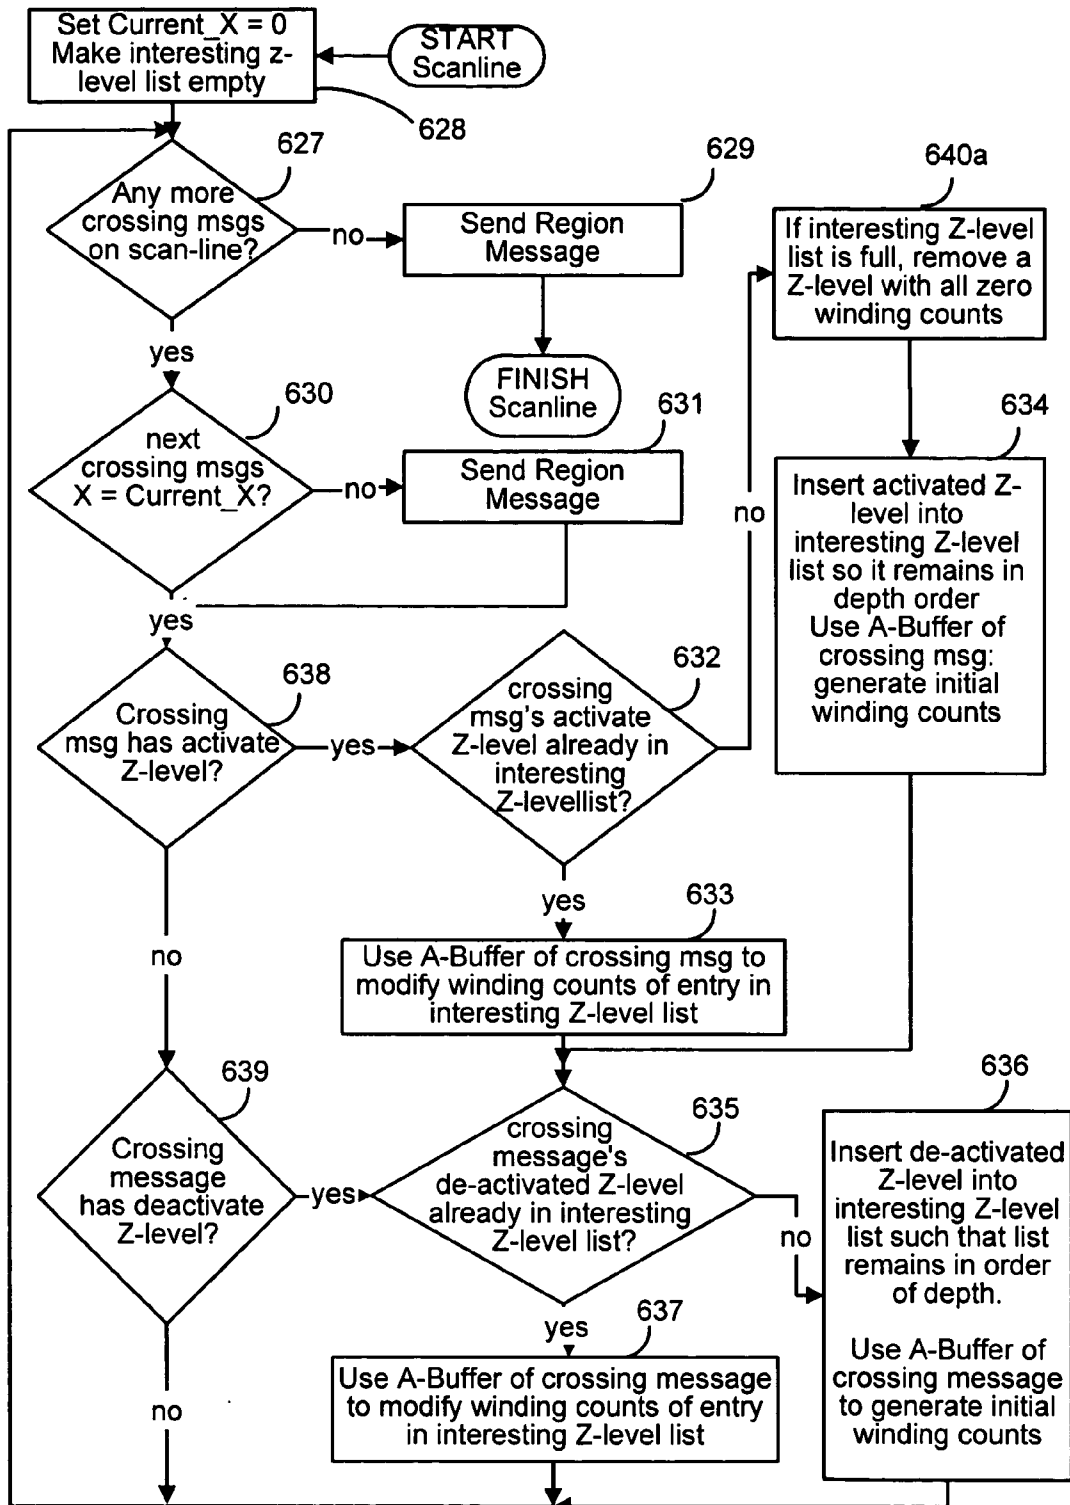 Set Current_X = 0
Make interesting z-
level list empty
START
Scanline
628
627
Any more
crossing msgs
on scan-line?
no
629
Send Region
Message
640a
If interesting Z-level
list is full, remove a
Z-level with all zero
winding counts
yes
FINISH
Scanline
630
next
crossing msgs
X = Current_X?
no
631
Send Region
Message
no
634
Insert activated Z-
level into
interesting Z-level
list so it remains in
depth order
Use A-Buffer of
crossing msg:
generate initial
winding counts
yes
638
Crossing
msg has activate
Z-level?
yes
632
crossing
msg's activate
Z-level already in
interesting
Z-levellist?
yes
633
Use A-Buffer of crossing msg to
modify winding counts of entry in
interesting Z-level list
no
639
Crossing
message
has deactivate
Z-level?
yes
635
crossing
message's
de-activated Z-level
already in interesting
Z-level list?
no
636
Insert de-activated
Z-level into
interesting Z-level
list such that list
remains in order
of depth.
Use A-Buffer of
crossing message
to generate initial
winding counts
yes
637
Use A-Buffer of crossing message
to modify winding counts of entry
in interesting Z-level list
no